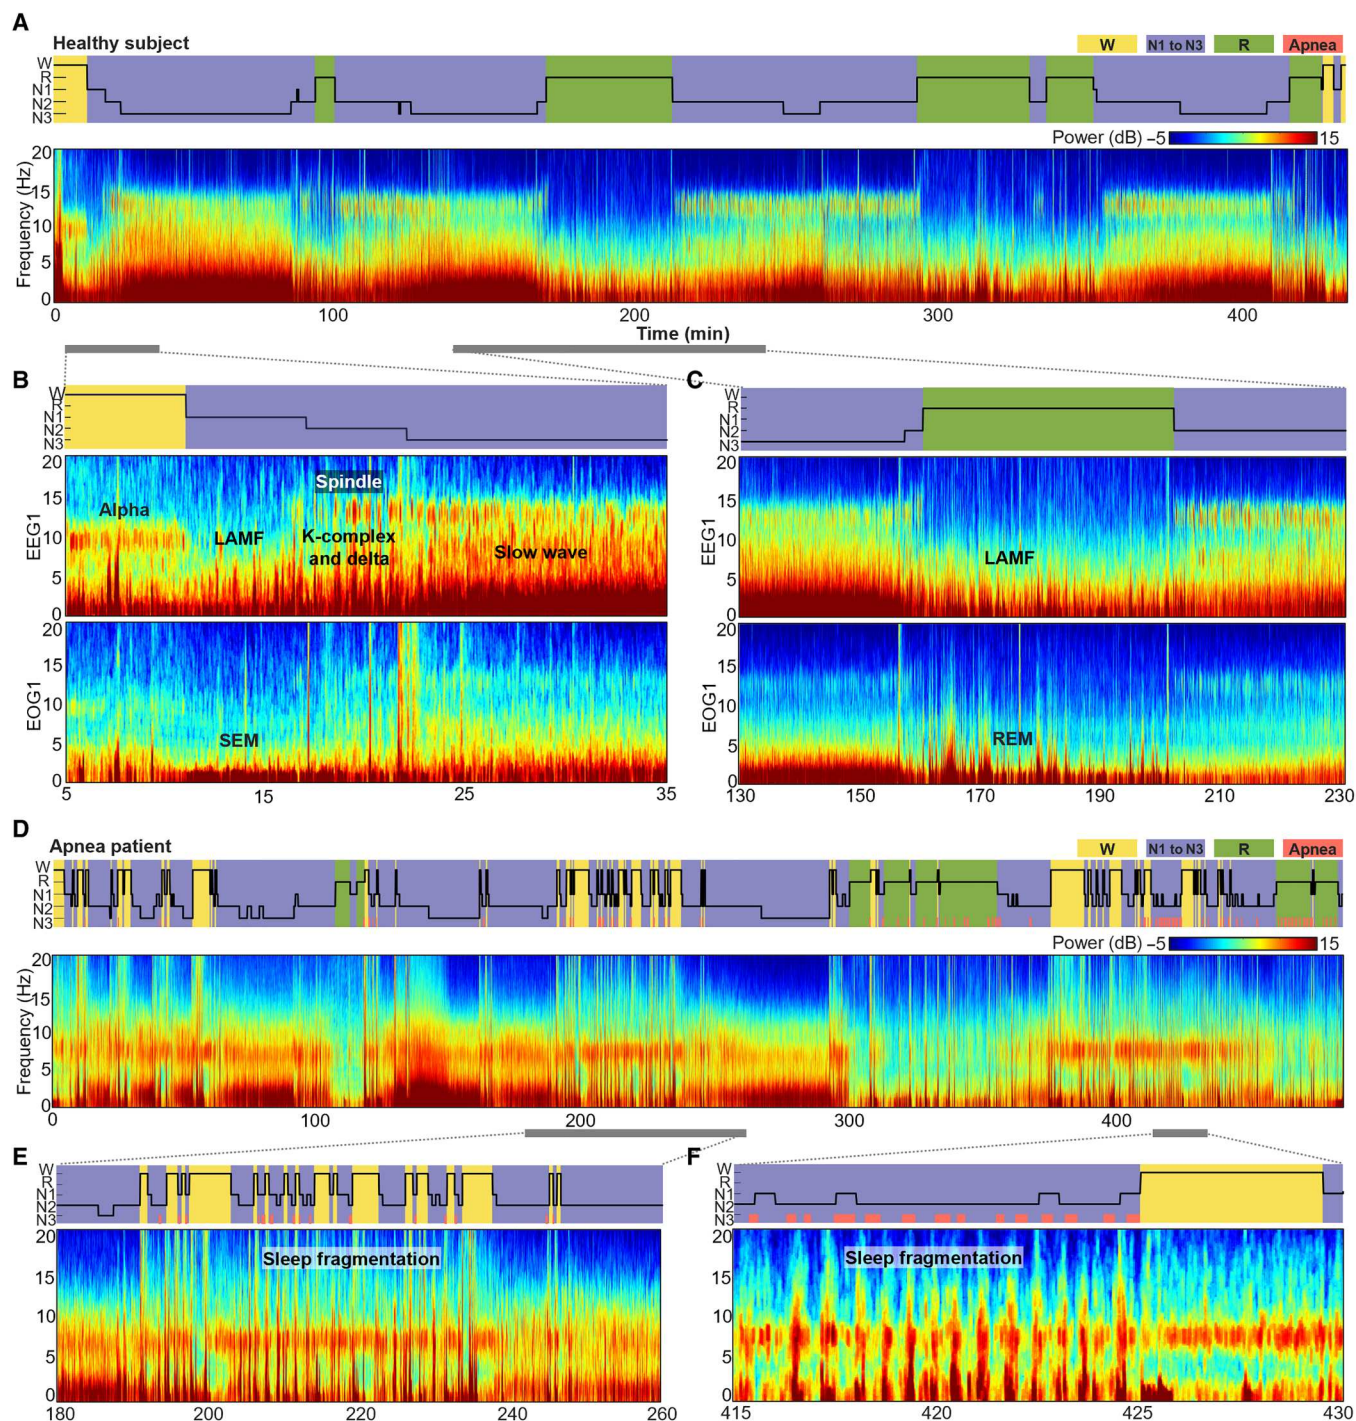 A
Healthy subject
W N1 to N3 R Apnea
W
R
N1
N2
N3
Power (dB) –5 15
Frequency (Hz)
20
15
10
5
0
0 100 200 300 400
Time (min)
B
W
R
N1
N2
N3
EEG1
20
15
10
5
0
Spindle
Alpha
LAMF
K-complex
and delta
Slow wave
EOG1
20
15
10
5
0
SEM
5 15 25 35
C
W
R
N1
N2
N3
EEG1
20
15
10
5
0
LAMF
EOG1
20
15
10
5
0
REM
130 150 170 190 210 230
D
Apnea patient
W N1 to N3 R Apnea
W
R
N1
N2
N3
Power (dB) –5 15
Frequency (Hz)
20
15
10
5
0
0 100 200 300 400
E
W
R
N1
N2
N3
20
15
10
5
0
Sleep fragmentation
180 200 220 240 260
F
W
R
N1
N2
N3
20
15
10
5
0
Sleep fragmentation
415 420 425 430